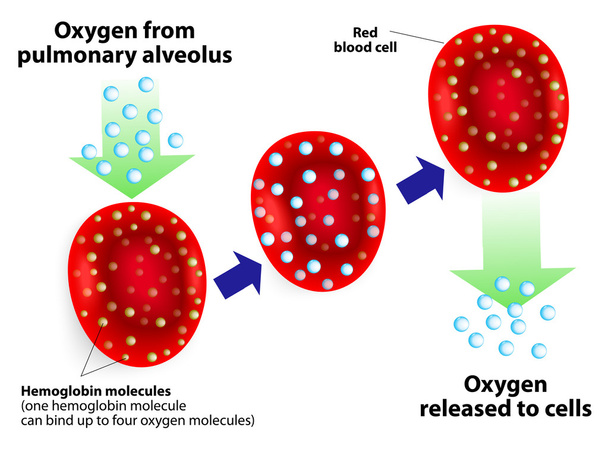 Oxygen from
pulmonary alveolus
Red
blood cell
Hemoglobin molecules
(one hemoglobin molecule
can bind up to four oxygen molecules)
Oxygen
released to cells